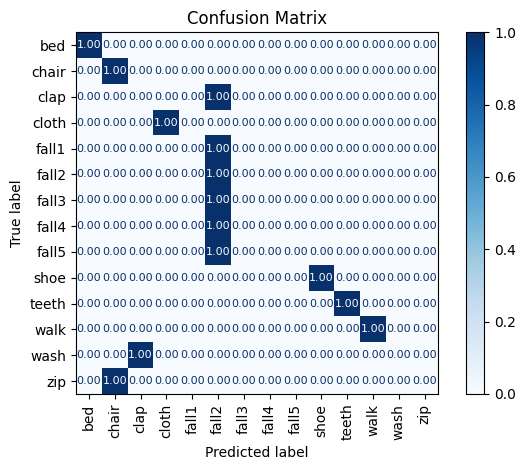 Confusion Matrix
True label
bed 1.00 0.00 0.00 0.00 0.00 0.00 0.00 0.00 0.00 0.00 0.00 0.00 0.00 0.00
chair 0.00 1.00 0.00 0.00 0.00 0.00 0.00 0.00 0.00 0.00 0.00 0.00 0.00 0.00
clap 0.00 0.00 0.00 0.00 0.00 1.00 0.00 0.00 0.00 0.00 0.00 0.00 0.00 0.00
cloth 0.00 0.00 0.00 1.00 0.00 0.00 0.00 0.00 0.00 0.00 0.00 0.00 0.00 0.00
fall1 0.00 0.00 0.00 0.00 0.00 1.00 0.00 0.00 0.00 0.00 0.00 0.00 0.00 0.00
fall2 0.00 0.00 0.00 0.00 0.00 1.00 0.00 0.00 0.00 0.00 0.00 0.00 0.00 0.00
fall3 0.00 0.00 0.00 0.00 0.00 1.00 0.00 0.00 0.00 0.00 0.00 0.00 0.00 0.00
fall4 0.00 0.00 0.00 0.00 0.00 1.00 0.00 0.00 0.00 0.00 0.00 0.00 0.00 0.00
fall5 0.00 0.00 0.00 0.00 0.00 1.00 0.00 0.00 0.00 0.00 0.00 0.00 0.00 0.00
shoe 0.00 0.00 0.00 0.00 0.00 0.00 0.00 0.00 0.00 1.00 0.00 0.00 0.00 0.00
teeth 0.00 0.00 0.00 0.00 0.00 0.00 0.00 0.00 0.00 0.00 1.00 0.00 0.00 0.00
walk 0.00 0.00 0.00 0.00 0.00 0.00 0.00 0.00 0.00 0.00 0.00 1.00 0.00 0.00
wash 0.00 0.00 1.00 0.00 0.00 0.00 0.00 0.00 0.00 0.00 0.00 0.00 0.00 0.00
zip 0.00 1.00 0.00 0.00 0.00 0.00 0.00 0.00 0.00 0.00 0.00 0.00 0.00 0.00
bed chair clap cloth fall1 fall2 fall3 fall4 fall5 shoe teeth walk wash zip
Predicted label
1.0
0.8
0.6
0.4
0.2
0.0